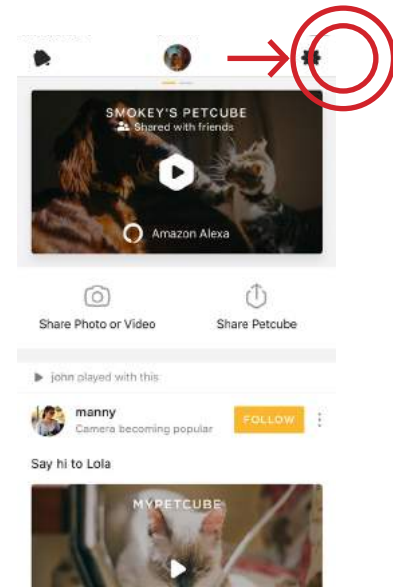 SMOKEY'S PETCUBE
Shared with friends
Amazon Alexa
Share Photo or Video
Share Petcube
john played with this
manny
Camera becoming popular
FOLLOW
Say hi to Lola
MYPETCUBE